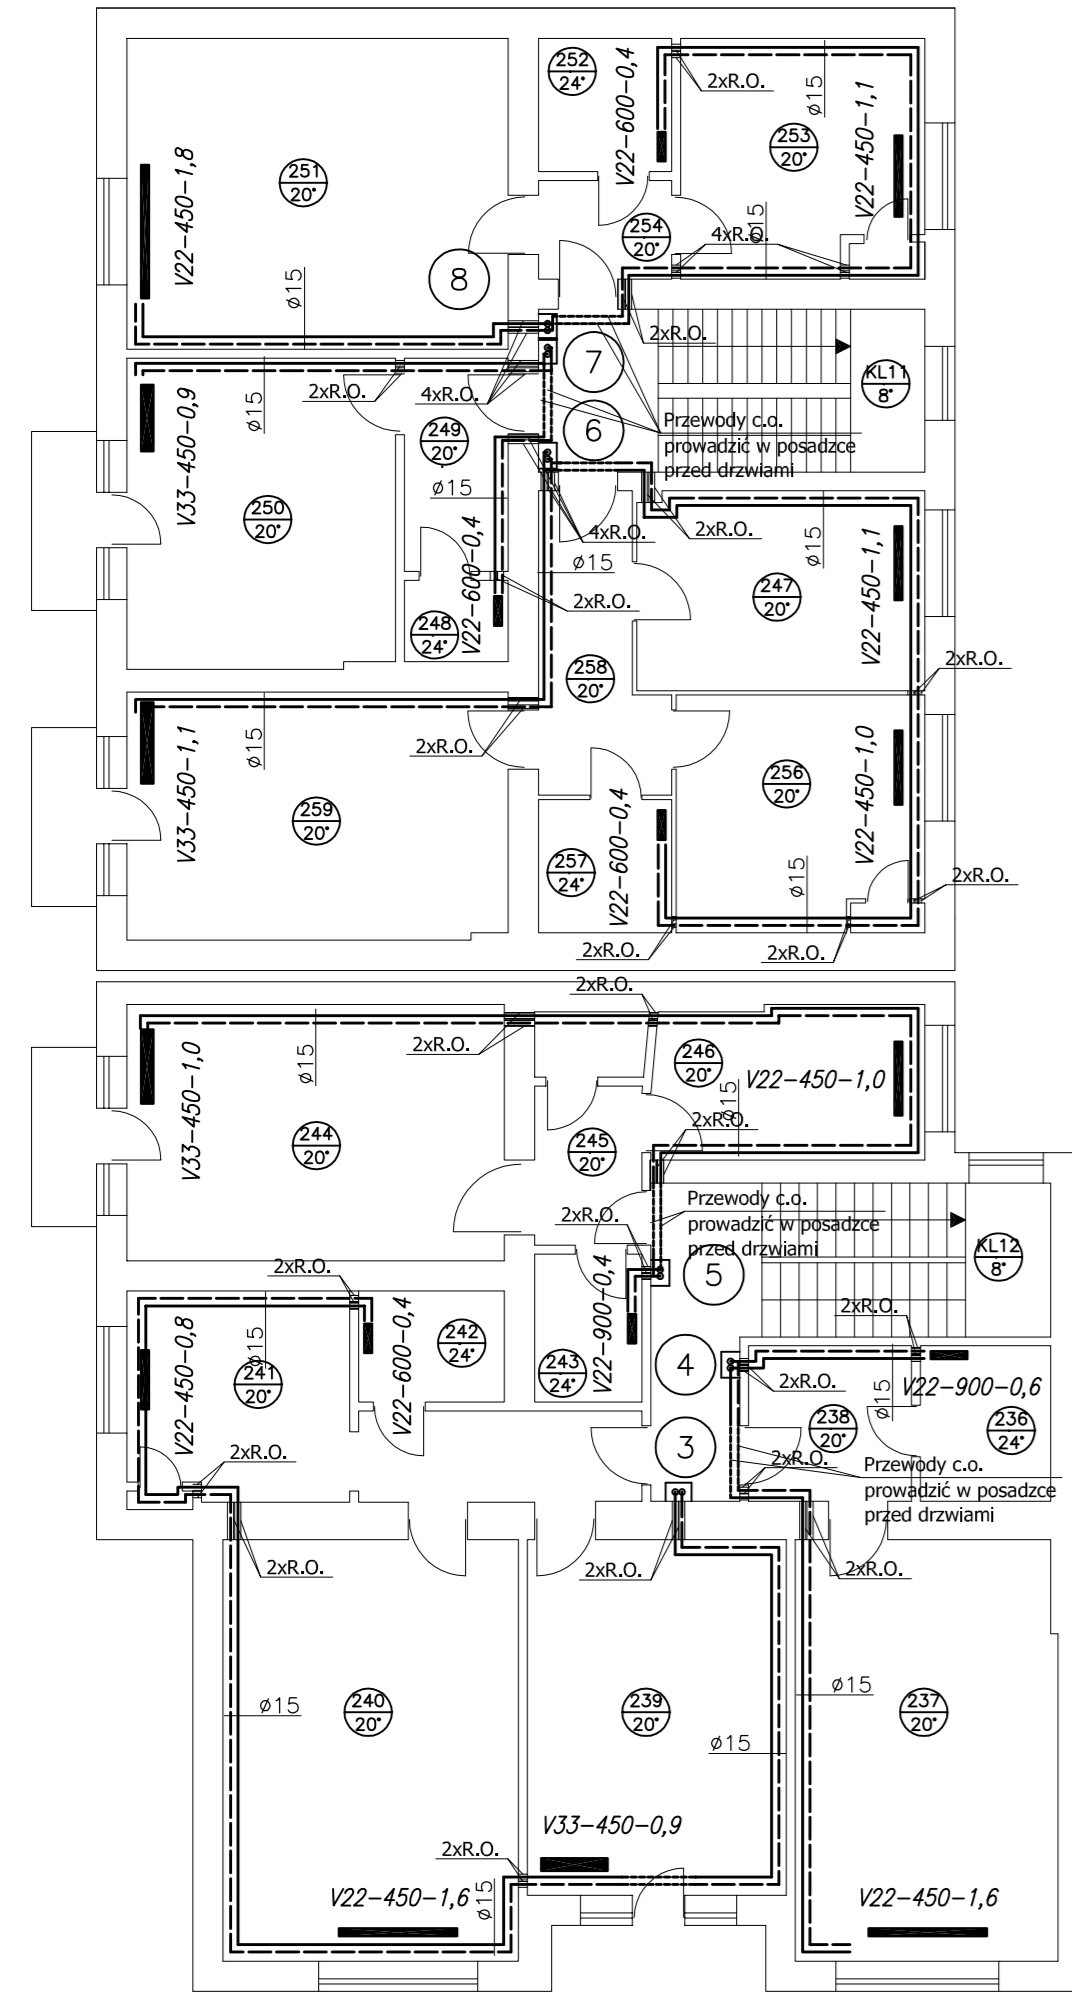 252
24°
V22-600-0,4
2xR.O.
ø15
253
20°
V22-450-1,1
251
20°
V22-450-1,8
254
20°
ø15
4xR.O.
8
ø15
2xR.O.
7
KL11
8°
2xR.O.
4xR.O.
ø15
V33-450-0,9
249
20°
6
Przewody c.o.
prowadzić w posadzce
przed drzwiami
ø15
250
20°
V22-600-0,4
4xR.O.
2xR.O.
ø15
ø15
V22-450-1,1
247
20°
2xR.O.
248
24°
258
20°
2xR.O.
V33-450-1,1
ø15
2xR.O.
256
20°
V22-450-1,0
259
20°
257
24°
V22-600-0,4
ø15
2xR.O.
2xR.O.
2xR.O.
2xR.O.
2xR.O.
ø15
V33-450-1,0
246
20°
V22-450-1,0
ø15
2xR.O.
244
20°
245
20°
Przewody c.o.
prowadzić w posadzce
przed drzwiami
2xR.O.
KL12
8°
5
2xR.O.
V22-900-0,4
2xR.O.
V22-450-0,8
ø15
V22-600-0,4
242
24°
241
20°
243
24°
4
2xR.O.
ø15
V22-900-0,6
238
20°
236
24°
3
2xR.O.
2xR.O.
Przewody c.o.
prowadzić w posadzce
przed drzwiami
2xR.O.
2xR.O.
2xR.O.
ø15
240
20°
239
20°
ø15
ø15
237
20°
V33-450-0,9
2xR.O.
V22-450-1,6
ø15
V22-450-1,6